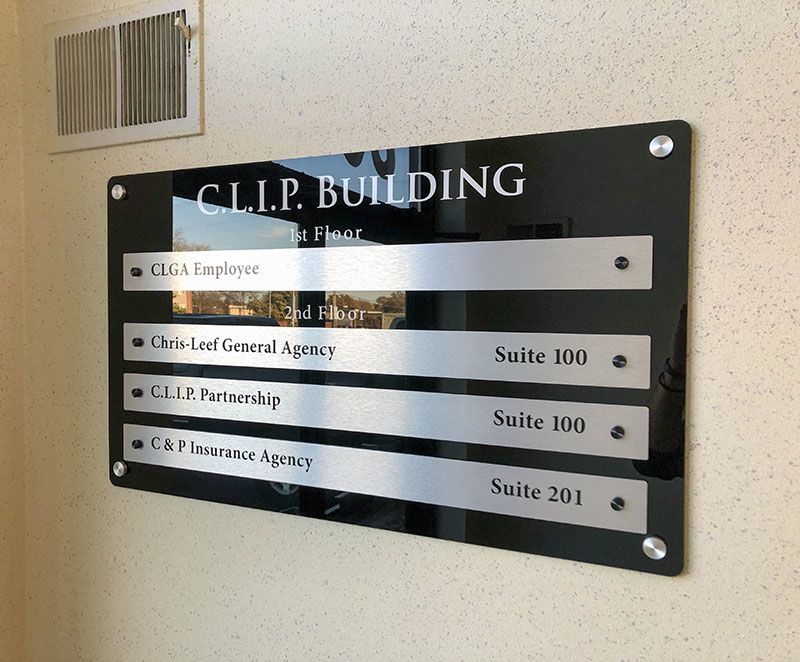 C.L.I.P. BUILDING
1st Floor
CLGA Employee
2nd Floor
Chris-Leef General Agency Suite 100
C.L.I.P. Partnership Suite 100
C & P Insurance Agency Suite 201